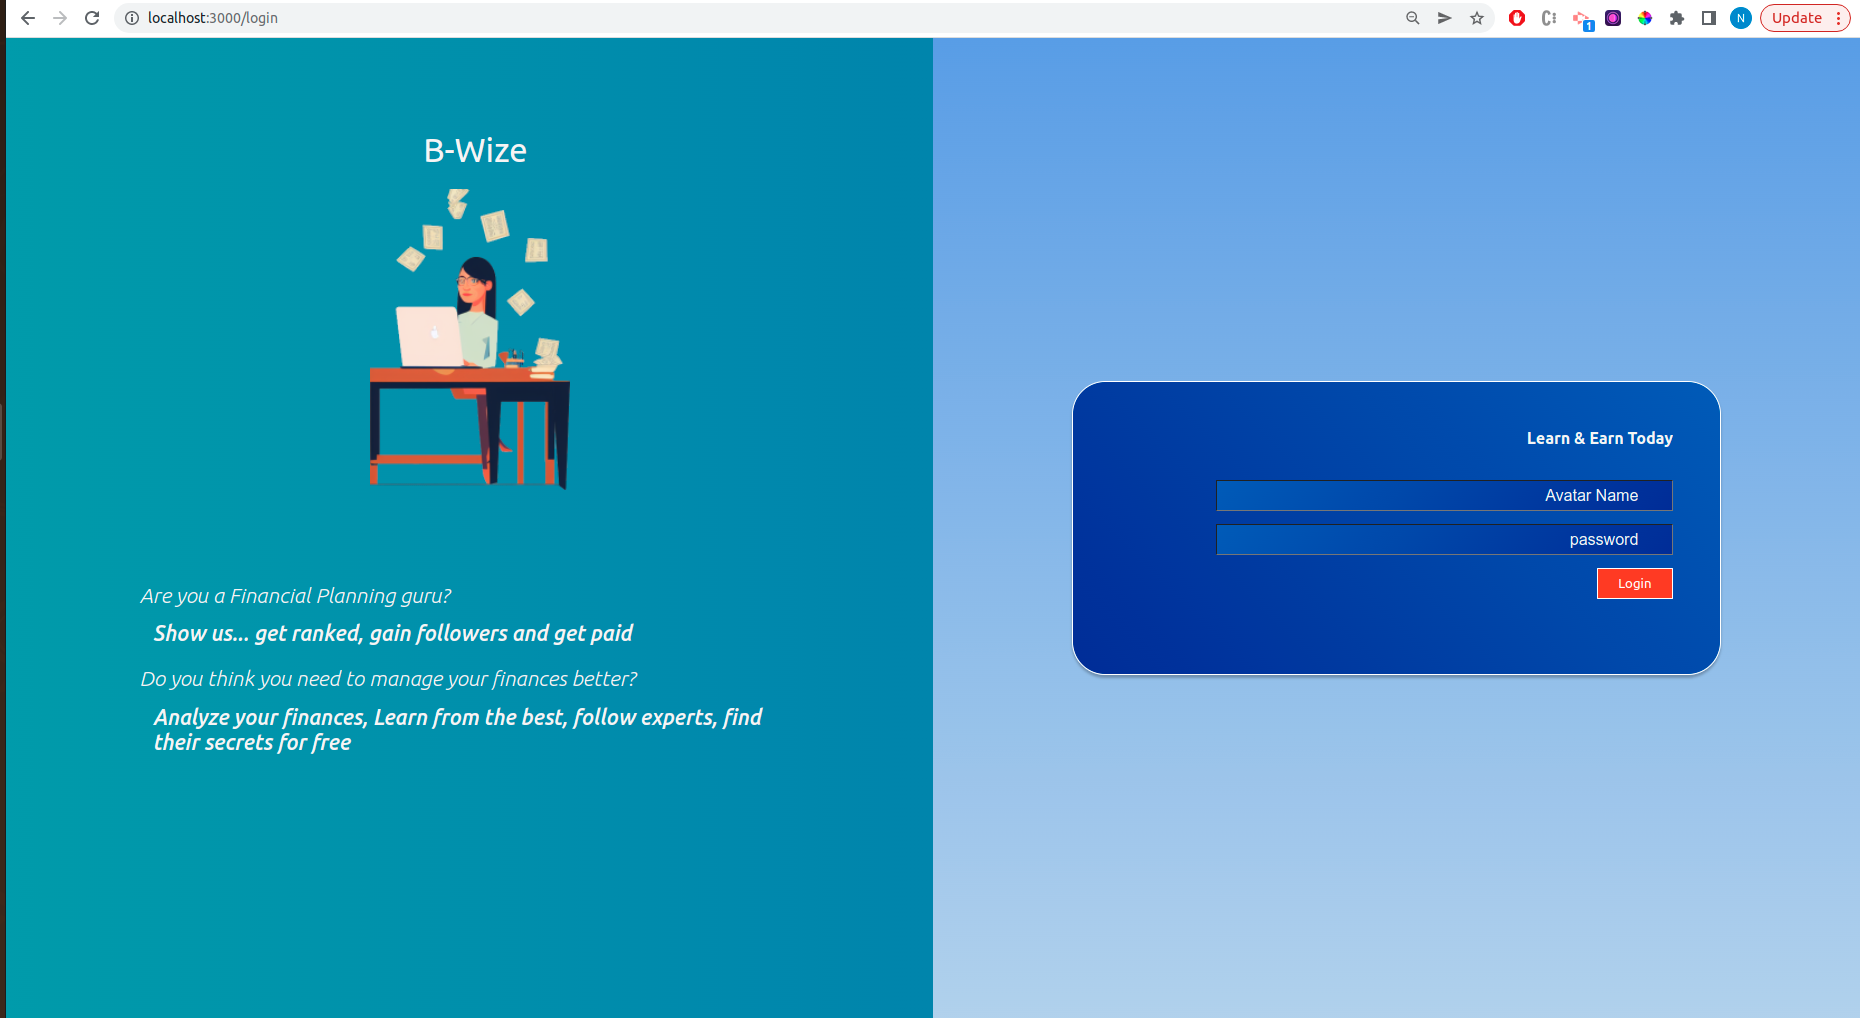 localhost:3000/login
1
N
Update
B-Wize
Are you a Financial Planning guru?
Show us... get ranked, gain followers and get paid
Do you think you need to manage your finances better?
Analyze your finances, Learn from the best, follow experts, find
their secrets for free
Learn & Earn Today
Avatar Name
password
Login